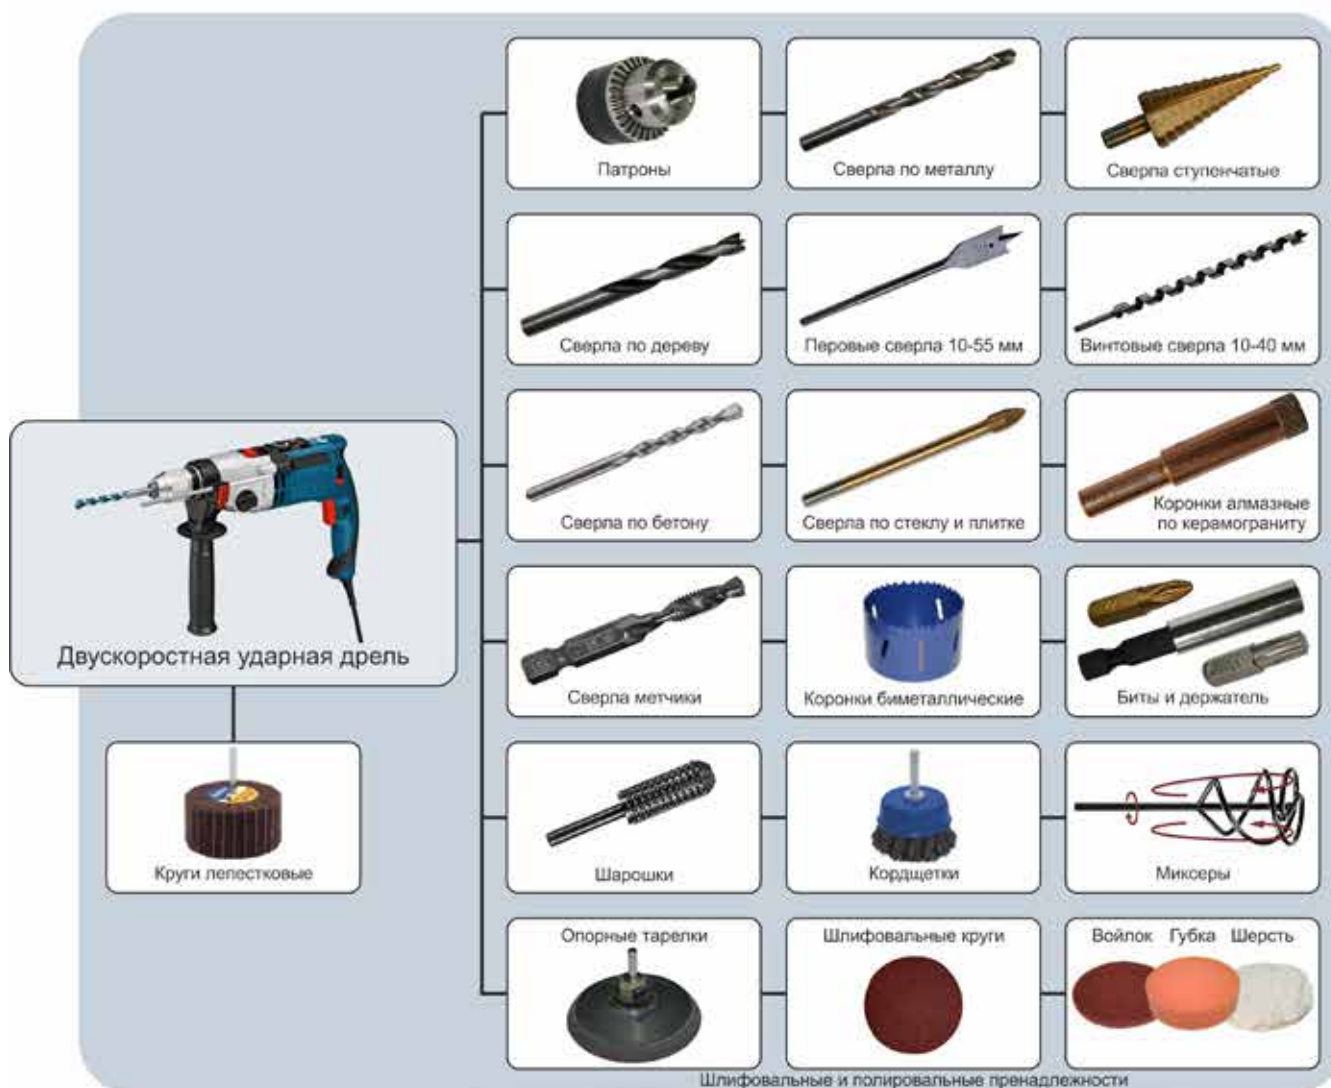 Патроны
Сверла по металлу
Сверла ступенчатые
Сверла по дереву
Перовые сверла 10-55 мм
Винтовые сверла 10-40 мм
Сверла по бетону
Сверла по стеклу и плитке
Коронки алмазные
по керамограниту
Двускоростная ударная дрель
Сверла метчики
Коронки биметаллические
Биты и держатель
Круги лепестковые
Шарошки
Кордщетки
Миксеры
Опорные тарелки
Шлифовальные круги
Войлок Губка Шерсть
Шлифовальные и полировальные пренадлежности